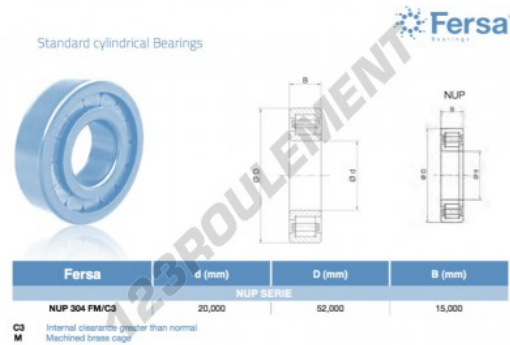 Fersa
Bearings
Standard cylindrical Bearings
B
Ø D
Ø d
NUP
B
Ø D
Ø d
123ROULEMENT
Fersa d (mm) D (mm) B (mm)
NUP SERIE
NUP 304 FM/C3 20,000 52,000 15,000
C3 Internal clearance greater than normal
M Machined brass cage